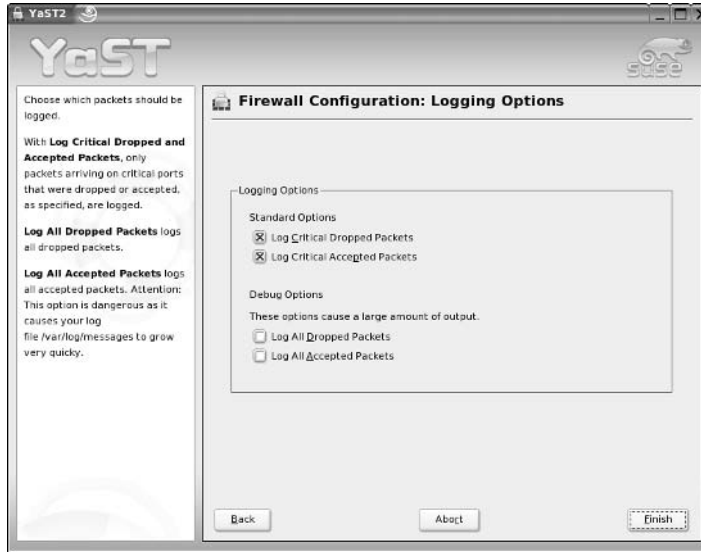 YaST2
YaST
SUSE
Choose which packets should be
logged.
With Log Critical Dropped and
Accepted Packets, only
packets arriving on critical ports
that were dropped or accepted,
as specified, are logged.
Log All Dropped Packets logs
all dropped packets.
Log All Accepted Packets logs
all accepted packets. Attention:
This option is dangerous as it
causes your log
file /var/log/messages to grow
very quicky.
Firewall Configuration: Logging Options
Logging Options
Standard Options
Log Critical Dropped Packets
Log Critical Accepted Packets
Debug Options
These options cause a large amount of output.
Log All Dropped Packets
Log All Accepted Packets
Back
Abort
Finish